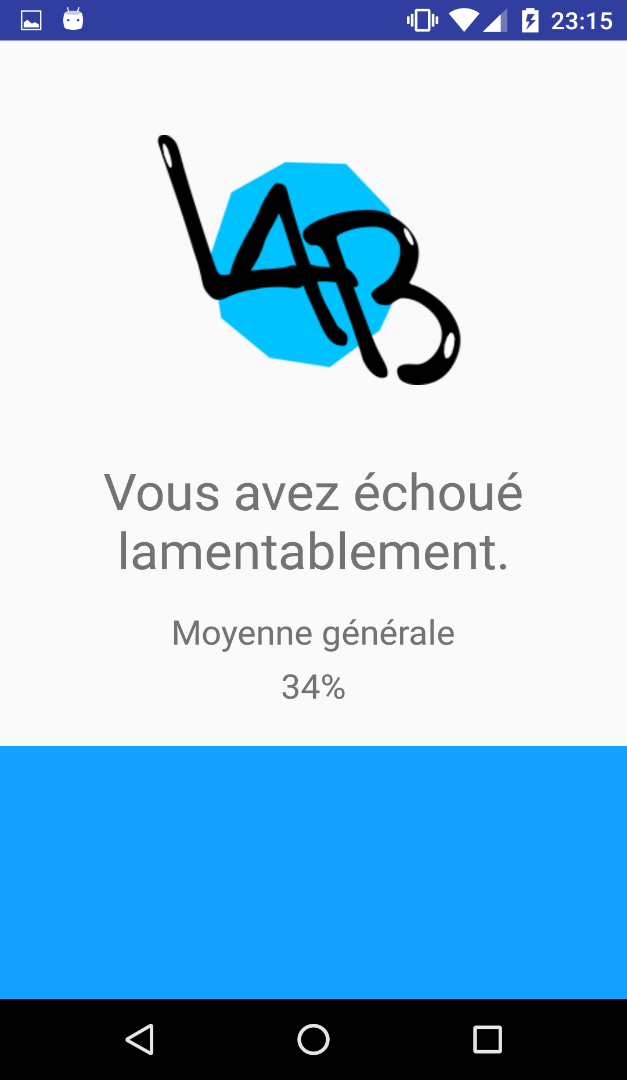 23:15
LAB
Vous avez échoué
lamentablement.
Moyenne générale
34%